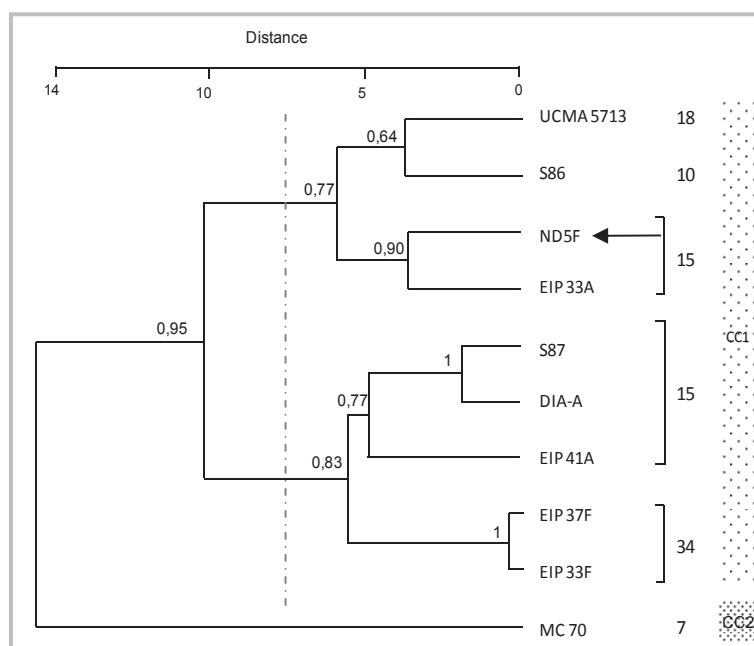 Distance
14 10 5 0
UCMA 5713 18
0,64
S86 10
0,77
ND5F
0,90
15
EIP 33A
0,95
CC1
S87
1
DIA-A
15
0,77
EIP 41A
0,83
EIP 37F
1
34
EIP 33F
MC 70 7 CC2